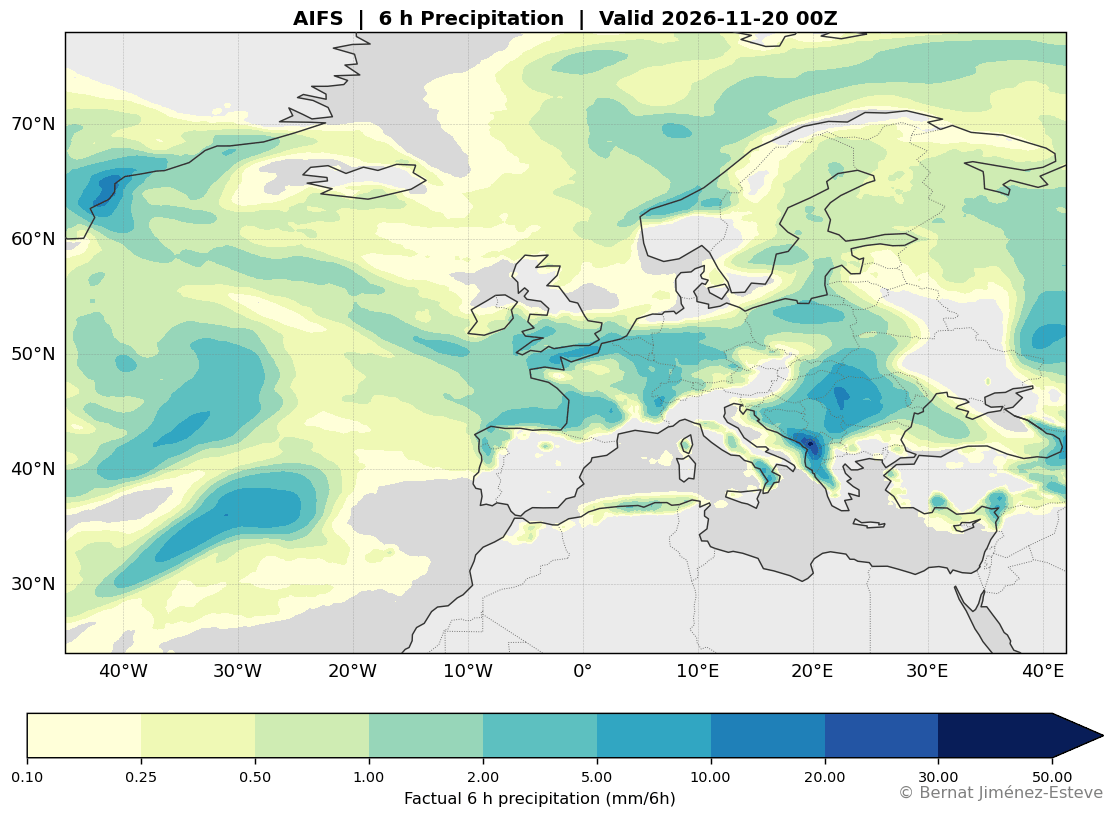 AIFS | 6 h Precipitation | Valid 2026-11-20 00Z
70°N
60°N
50°N
40°N
30°N
40°W 30°W 20°W 10°W 0° 10°E 20°E 30°E 40°E
0.10 0.25 0.50 1.00 2.00 5.00 10.00 20.00 30.00 50.00
Factual 6 h precipitation (mm/6h)
© Bernat Jiménez-Esteve